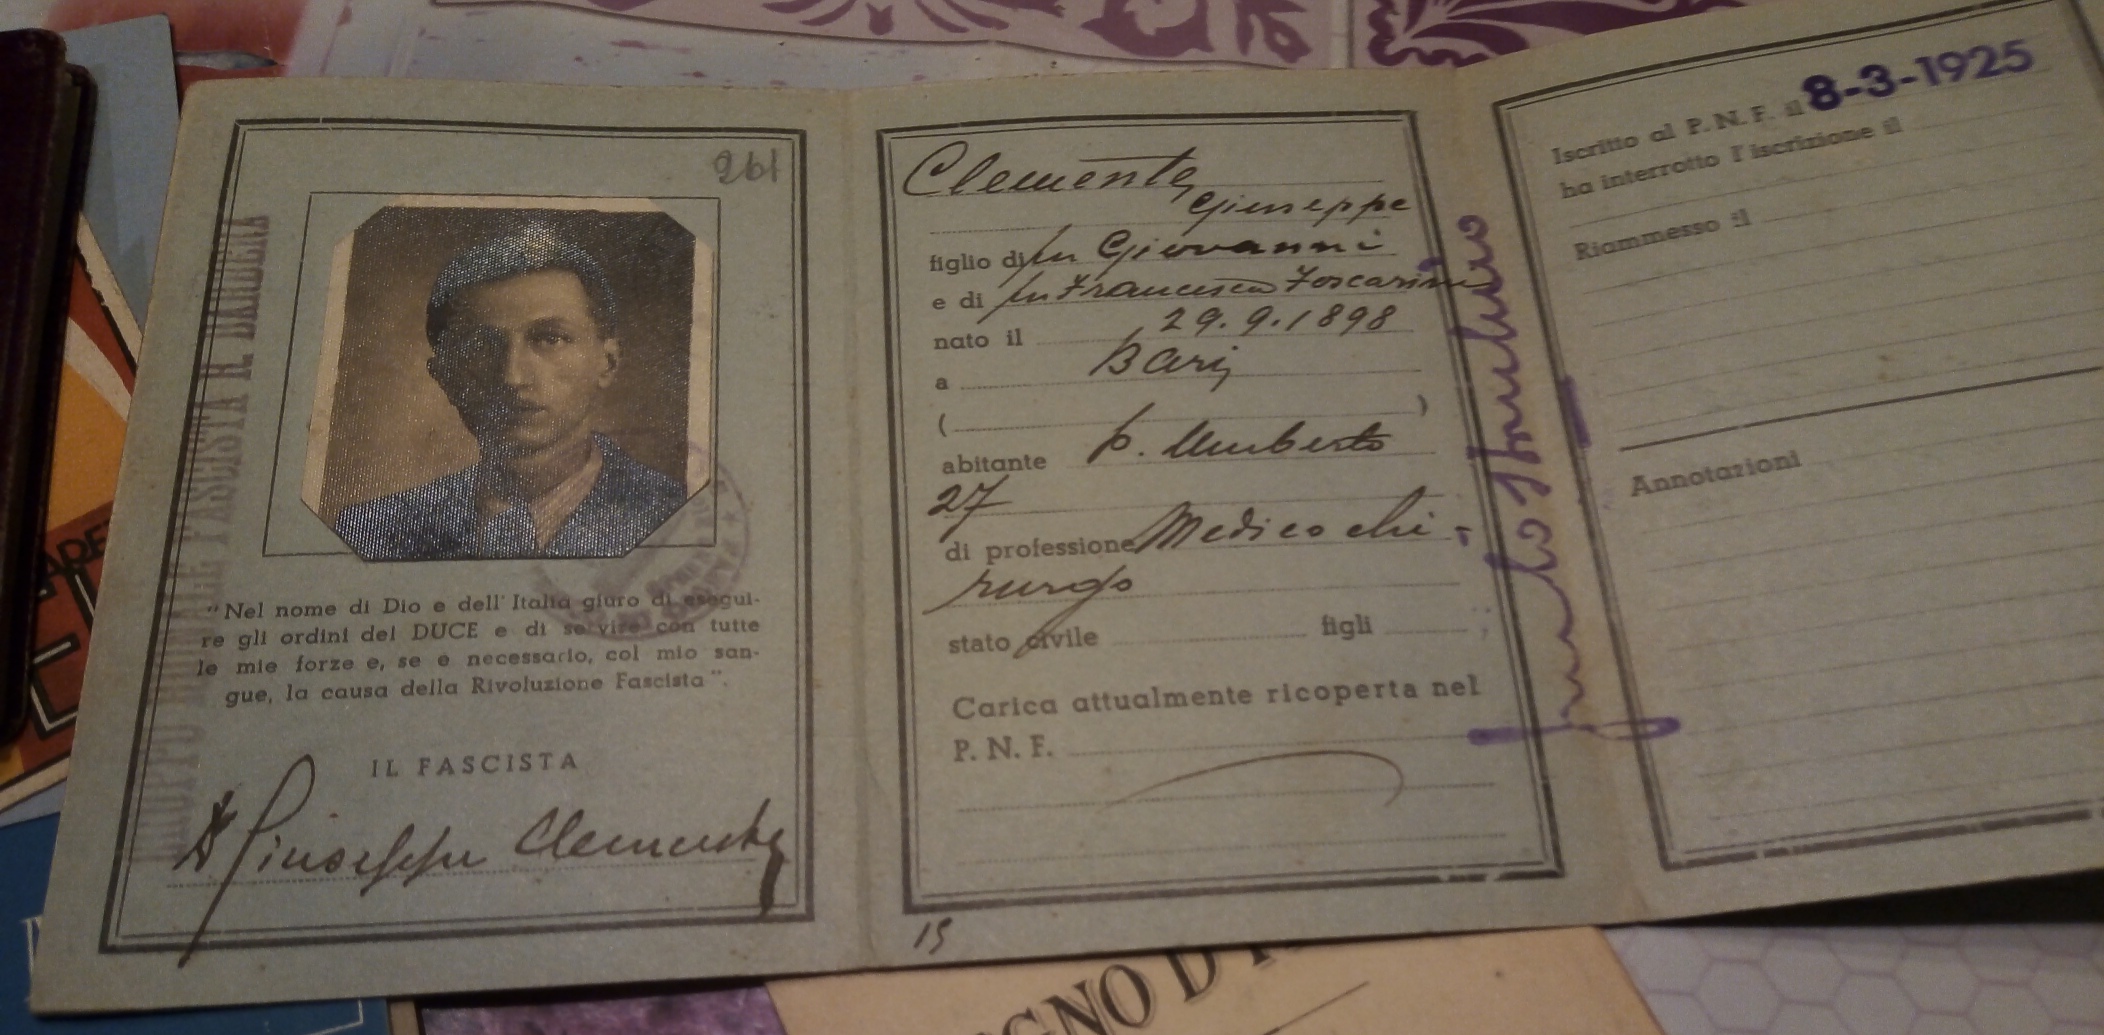 261
GRUPPO RIONALE FASCISTA R. BARBERA
"Nel nome di Dio e dell'Italia giuro di esegui-
re gli ordini del DUCE e di servire con tutte
le mie forze e, se è necessario, col mio san-
gue, la causa della Rivoluzione Fascista".
IL FASCISTA
Dr Giuseppe Clemente
Clemente
Giuseppe
figlio di fu Giovanni
e di fu Francesca Foscarini
nato il 29.9.1898
a Bari
( )
abitante p. Umberto
27
di professione Medico chi-
rurgo
stato civile figli
Carica attualmente ricoperta nel
P. N. F.
15
Iscritto al P. N. F. il 8-3-1925
ha interrotto l'iscrizione il
Riammesso il
Annotazioni
GNO D'